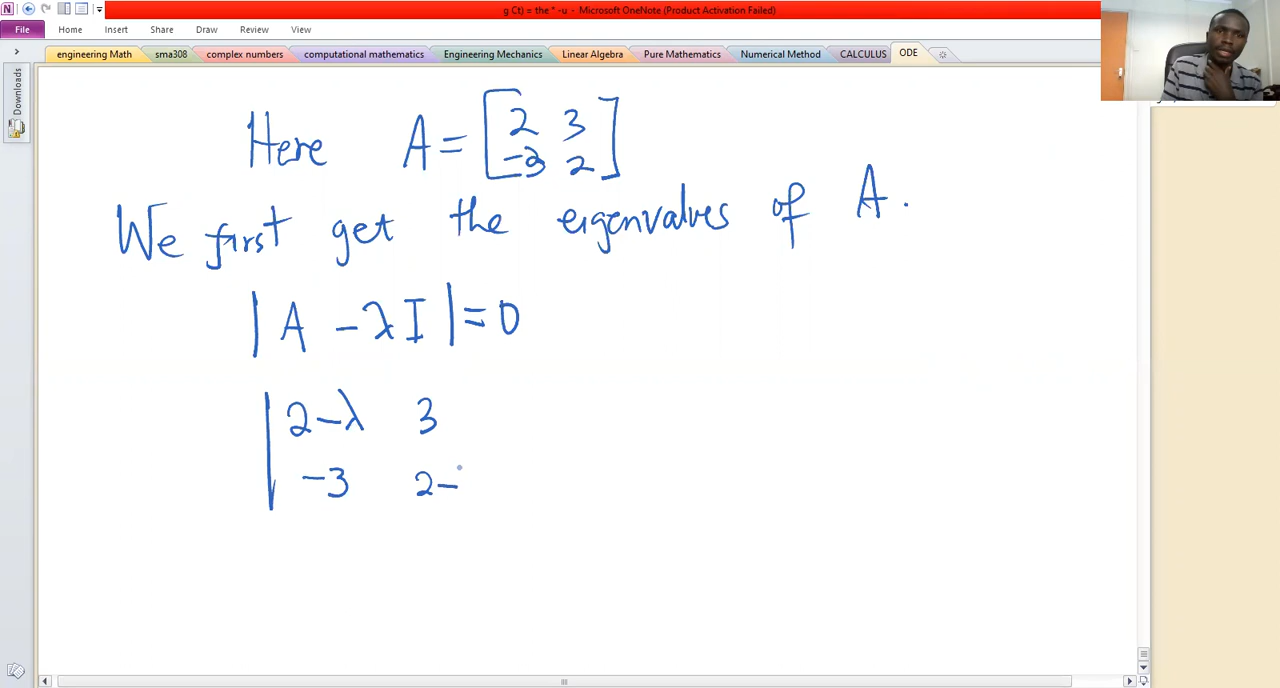 g Ct) = the * -u - Microsoft OneNote (Product Activation Failed)
File Home Insert Share Draw Review View
engineering Math sma308 complex numbers computational mathematics Engineering Mechanics Linear Algebra Pure Mathematics Numerical Method CALCULUS ODE
Downloads
Here A = [2 3
-3 2]
We first get the eigenvalves of A.
|A - λI| = 0
|2-λ 3
-3 2-